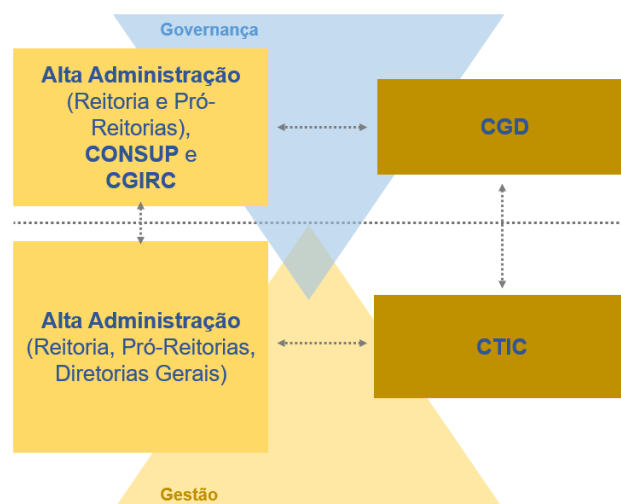 Governança
Alta Administração
(Reitoria e Pró-
Reitorias),
CONSUP e
CGIRC
CGD
Alta Administração
(Reitoria, Pró-Reitorias,
Diretorias Gerais)
CTIC
Gestão